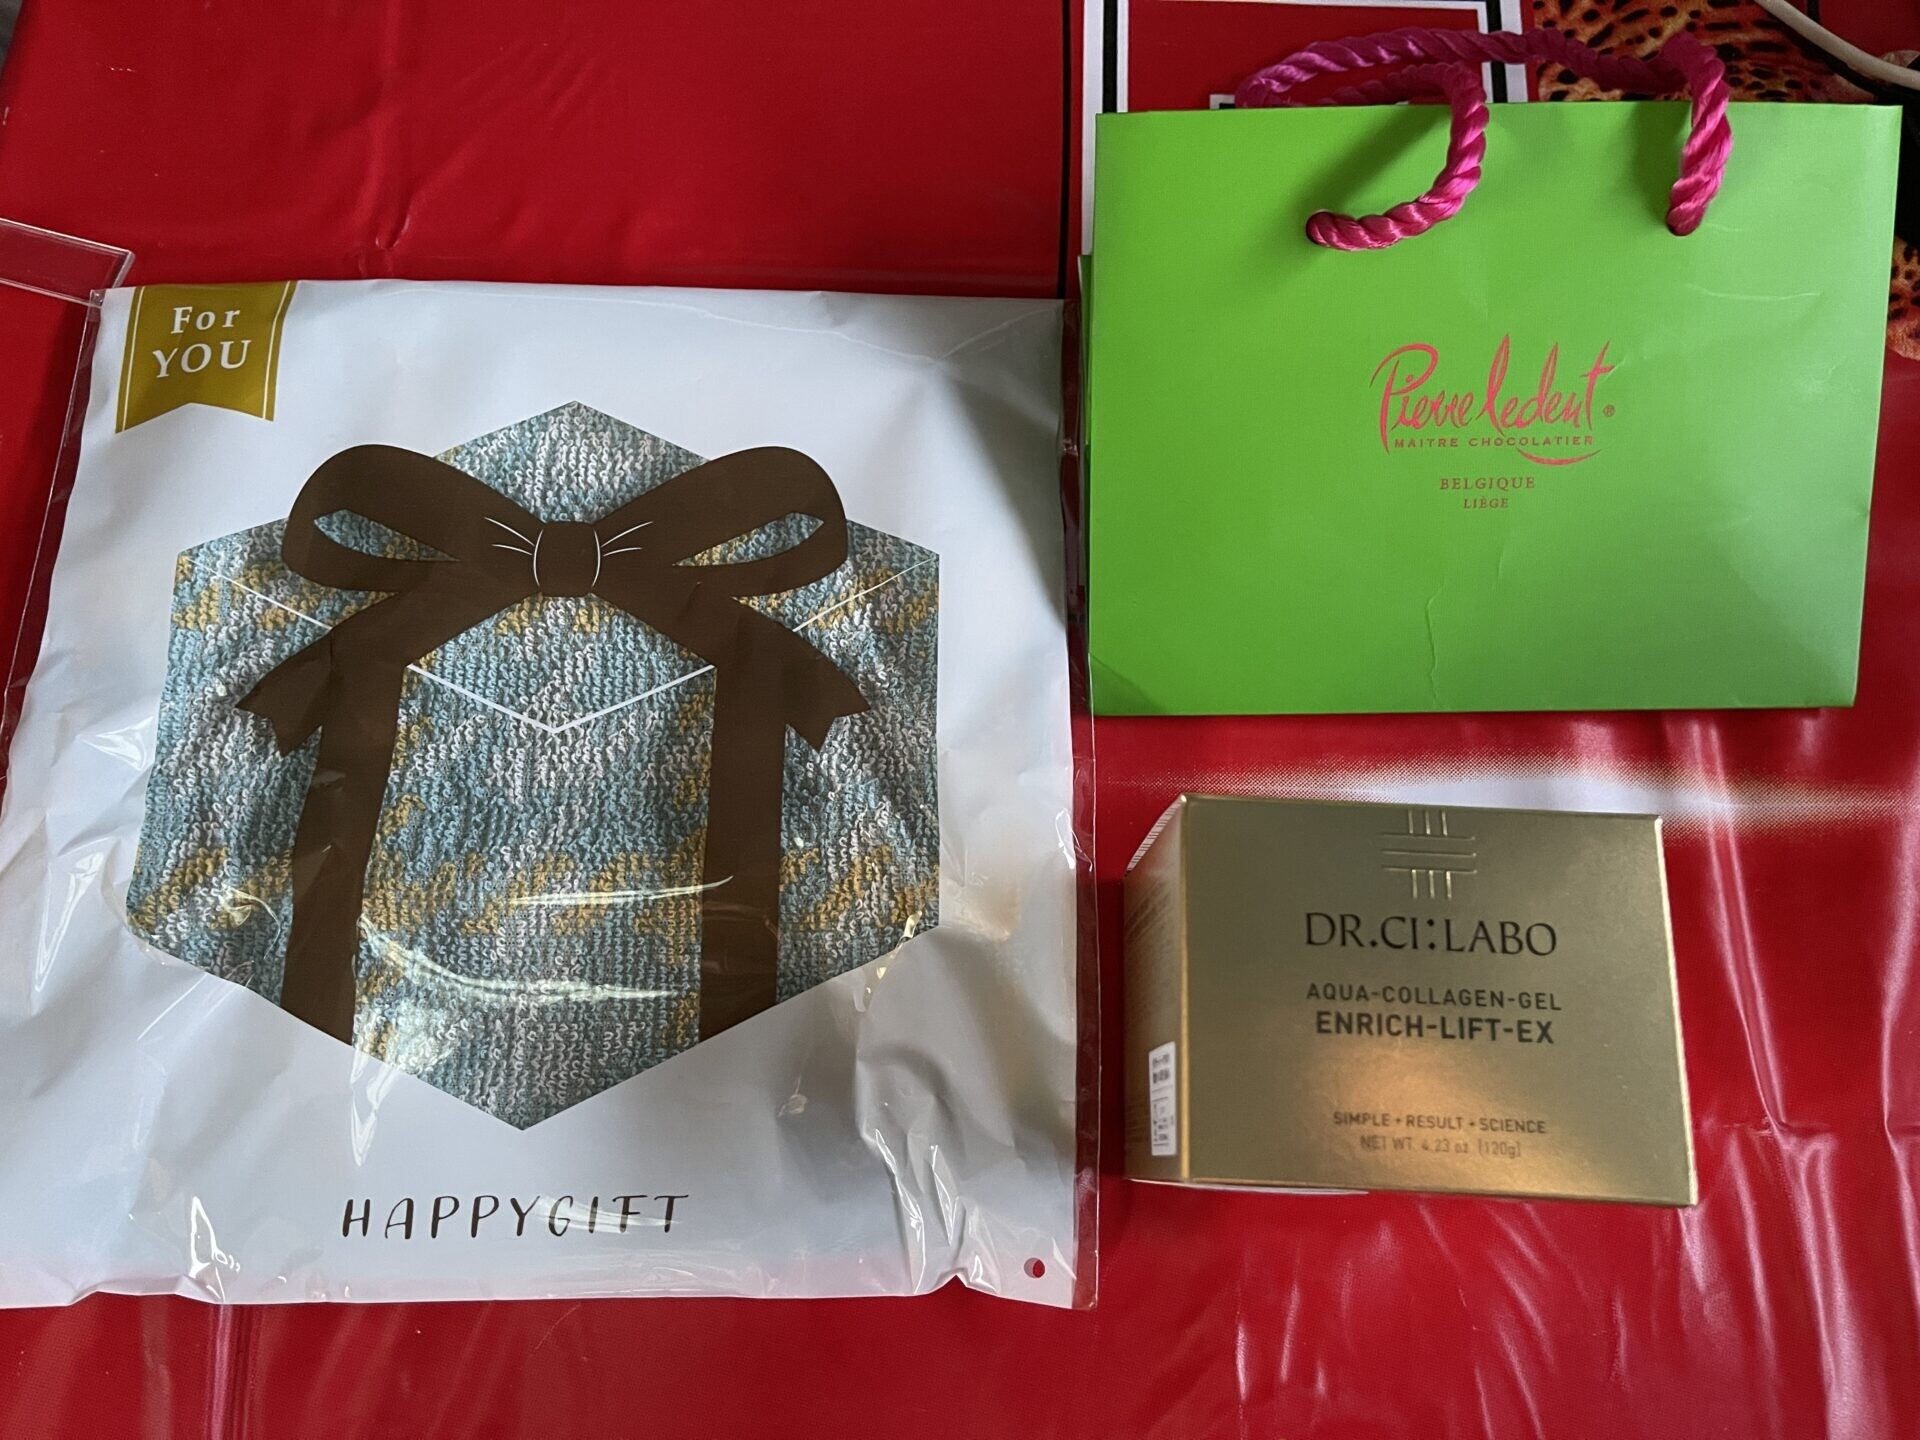 For
YOU
HAPPYGIFT
Pierre Ledent®
MAITRE CHOCOLATIER
BELGIQUE
LIÈGE
DR.CI:LABO
AQUA-COLLAGEN-GEL
ENRICH-LIFT-EX
SIMPLE + RESULT + SCIENCE
NET WT. 4.23 oz [120g]